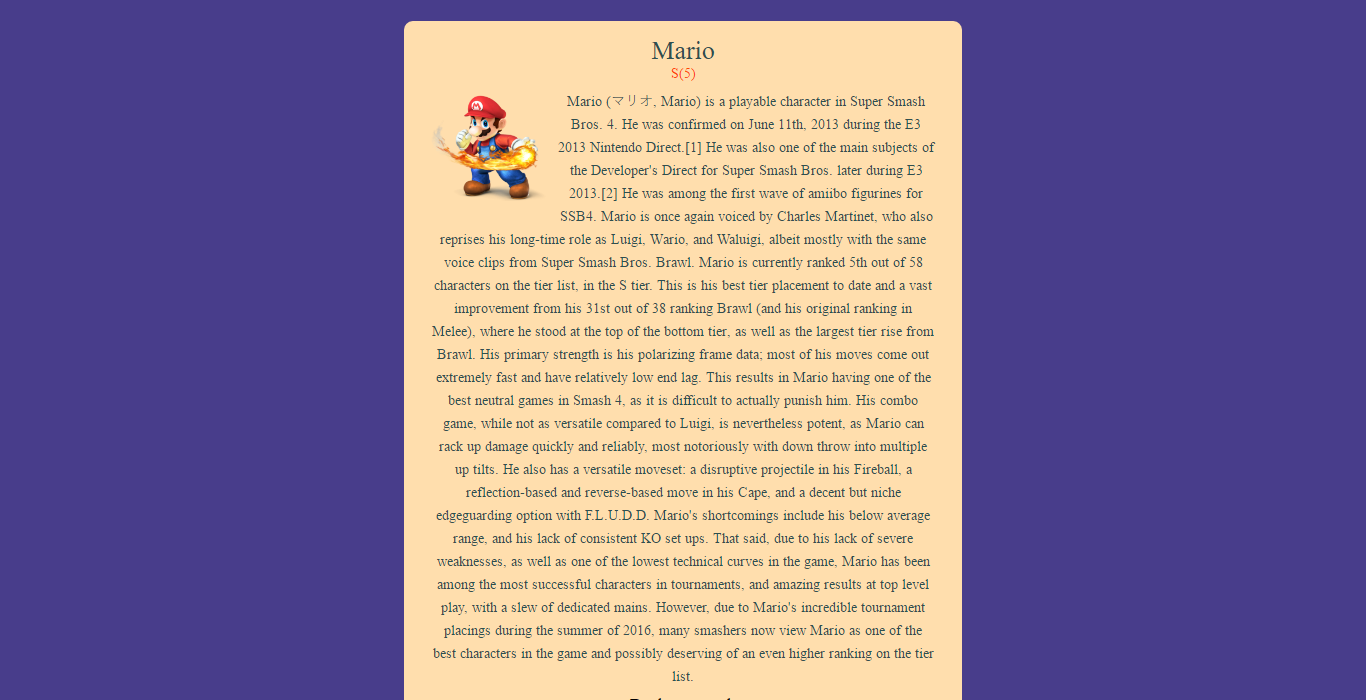 Mario
S(5)
Mario (マリオ, Mario) is a playable character in Super Smash
Bros. 4. He was confirmed on June 11th, 2013 during the E3
2013 Nintendo Direct.[1] He was also one of the main subjects of
the Developer's Direct for Super Smash Bros. later during E3
2013.[2] He was among the first wave of amiibo figurines for
SSB4. Mario is once again voiced by Charles Martinet, who also
reprises his long-time role as Luigi, Wario, and Waluigi, albeit mostly with the same
voice clips from Super Smash Bros. Brawl. Mario is currently ranked 5th out of 58
characters on the tier list, in the S tier. This is his best tier placement to date and a vast
improvement from his 31st out of 38 ranking Brawl (and his original ranking in
Melee), where he stood at the top of the bottom tier, as well as the largest tier rise from
Brawl. His primary strength is his polarizing frame data; most of his moves come out
extremely fast and have relatively low end lag. This results in Mario having one of the
best neutral games in Smash 4, as it is difficult to actually punish him. His combo
game, while not as versatile compared to Luigi, is nevertheless potent, as Mario can
rack up damage quickly and reliably, most notoriously with down throw into multiple
up tilts. He also has a versatile moveset: a disruptive projectile in his Fireball, a
reflection-based and reverse-based move in his Cape, and a decent but niche
edgeguarding option with F.L.U.D.D. Mario's shortcomings include his below average
range, and his lack of consistent KO set ups. That said, due to his lack of severe
weaknesses, as well as one of the lowest technical curves in the game, Mario has been
among the most successful characters in tournaments, and amazing results at top level
play, with a slew of dedicated mains. However, due to Mario's incredible tournament
placings during the summer of 2016, many smashers now view Mario as one of the
best characters in the game and possibly deserving of an even higher ranking on the tier
list.